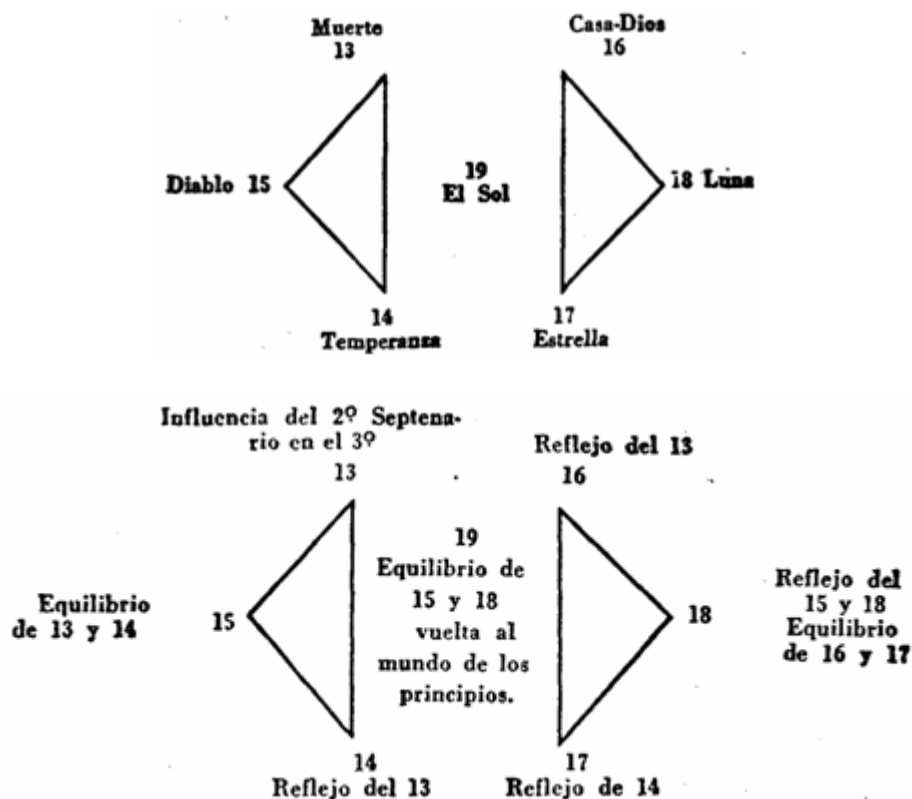 Muerte
13
Casa-Dios
16
Diablo 15
19
El Sol
18 Luna
14
Temperanza
17
Estrella
Influencia del 2º Septena-
rio en el 3º
13
Reflejo del 13
16
Equilibrio
de 13 y 14
15
19
Equilibrio de
15 y 18
vuelta al
mundo de los
principios.
18
Reflejo del
15 y 18
Equilibrio
de 16 y 17
14
Reflejo del 13
17
Reflejo de 14